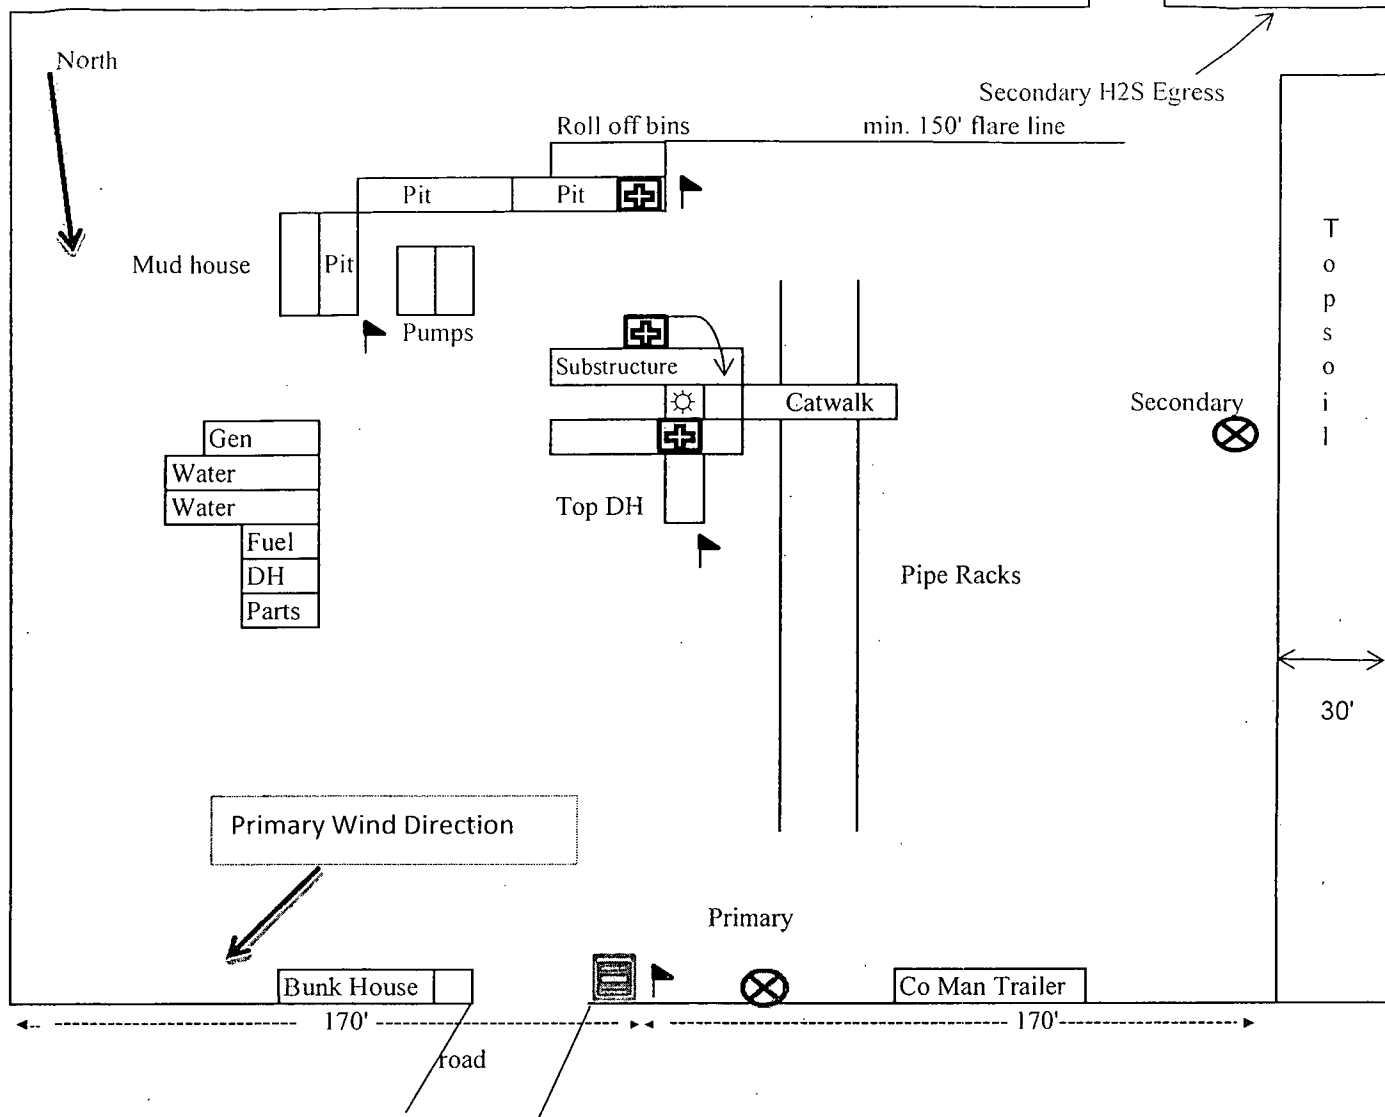 North
Secondary H2S Egress
Roll off bins
min. 150' flare line
Pit
Pit
Mud house
Pit
Pumps
Substructure
Catwalk
Secondary
Topsoil
Gen
Water
Water
Fuel
DH
Parts
Top DH
Pipe Racks
30'
Primary Wind Direction
Primary
Bunk House
Co Man Trailer
170'
170'
road